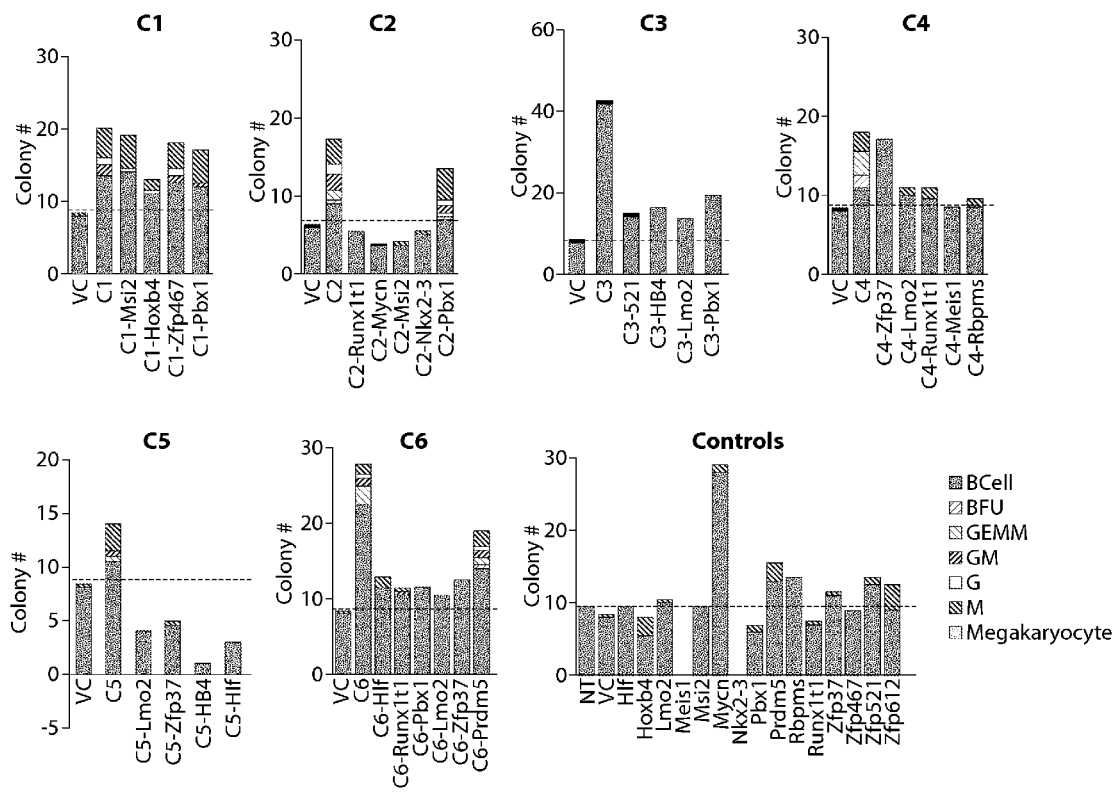 C1
Colony #
30
20
10
0
VC
C1
C1-Msi2
C1-Hoxb4
C1-Zfp467
C1-Pbx1
C2
Colony #
30
20
10
0
VC
C2
C2-Runx1t1
C2-Mycn
C2-Msi2
C2-Nkx2-3
C2-Pbx1
C3
Colony #
60
40
20
0
VC
C3
C3-521
C3-HB4
C3-Lmo2
C3-Pbx1
C4
Colony #
30
20
10
0
VC
C4
C4-Zfp37
C4-Lmo2
C4-Runx1t1
C4-Meis1
C4-Rbpms
C5
Colony #
20
15
10
5
0
-5
VC
C5
C5-Lmo2
C5-Zfp37
C5-HB4
C5-Hlf
C6
Colony #
30
20
10
0
VC
C6
C6-Hlf
C6-Runx1t1
C6-Pbx1
C6-Lmo2
C6-Zfp37
C6-Prdm5
Controls
Colony #
30
20
10
0
NT
VC
Hlf
Hoxb4
Lmo2
Meis1
Msi2
Mycn
Nkx2-3
Pbx1
Prdm5
Rbpms
Runx1t1
Zfp37
Zfp467
Zfp521
Zfp612
BCell
BFU
GEMM
GM
G
M
Megakaryocyte